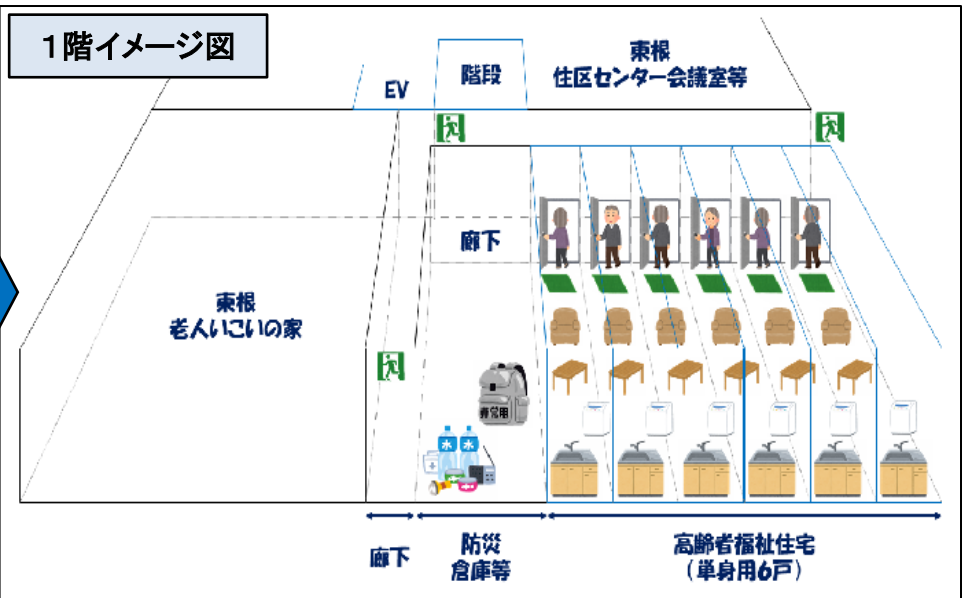 1階イメージ図
EV
階段
東根
住区センター会議室等
廊下
東根
老人いこいの家
非常用
水
水
廊下
防災
倉庫等
高齢者福祉住宅
(単身用6戸)